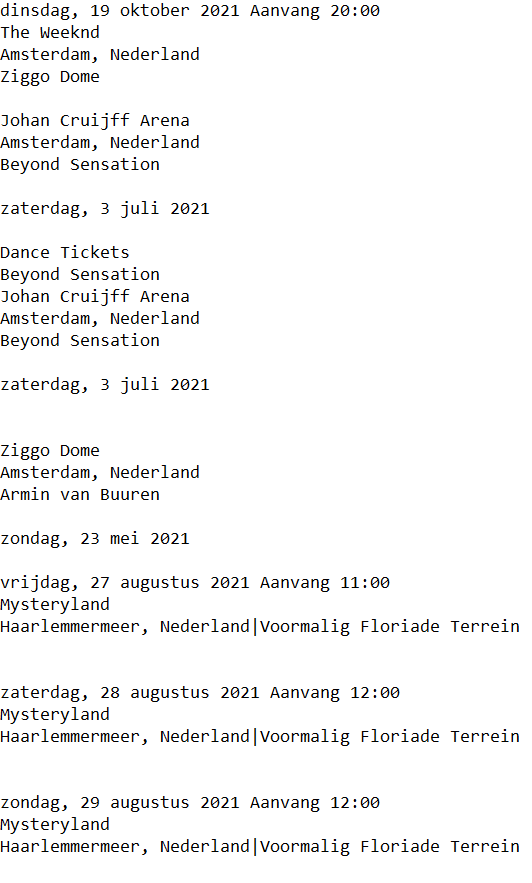 dinsdag, 19 oktober 2021 Aanvang 20:00
The Weeknd
Amsterdam, Nederland
Ziggo Dome
Johan Cruijff Arena
Amsterdam, Nederland
Beyond Sensation
zaterdag, 3 juli 2021
Dance Tickets
Beyond Sensation
Johan Cruijff Arena
Amsterdam, Nederland
Beyond Sensation
zaterdag, 3 juli 2021
Ziggo Dome
Amsterdam, Nederland
Armin van Buuren
zondag, 23 mei 2021
vrijdag, 27 augustus 2021 Aanvang 11:00
Mysteryland
Haarlemmermeer, Nederland|Voormalig Floriade Terrein
zaterdag, 28 augustus 2021 Aanvang 12:00
Mysteryland
Haarlemmermeer, Nederland|Voormalig Floriade Terrein
zondag, 29 augustus 2021 Aanvang 12:00
Mysteryland
Haarlemmermeer, Nederland|Voormalig Floriade Terrein